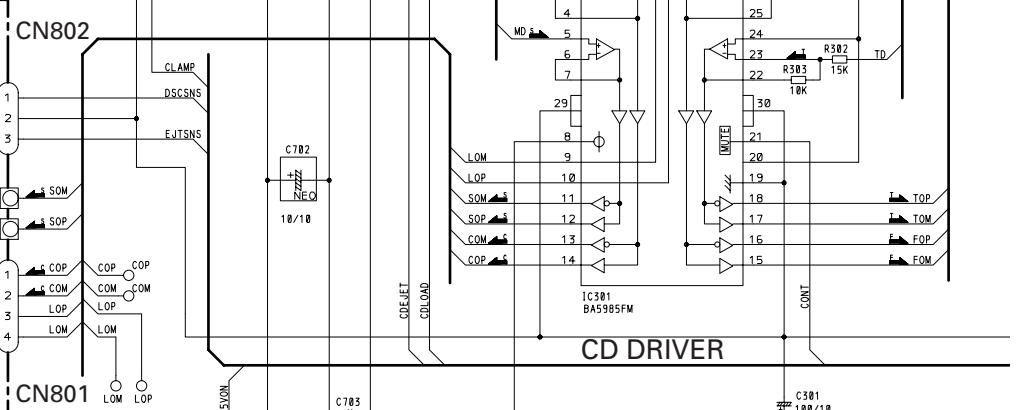 CN802
1
2
3
CLAMP
DSCSNS
EJTSNS
S SOM
S SOP
1
2
3
4
C COP
C COM
LOP
LOM
COP
COM
LOP
LOM
COP
COM
LOM
LOP
CN801
C702
+
NEO
10/10
5VON
C703
CDEJET
CDLOAD
MD S
LOM
LOP
SOM S
SOP S
COM C
COP C
4
5
6
7
29
8
9
10
11
12
13
14
25
24
23
22
30
21
20
19
18
17
16
15
MUTE
T
R302
15K
R303
10K
TD
T TOP
T TOM
F FOP
F FOM
CONT
IC301
BA5985FM
CD DRIVER
C301
100/10